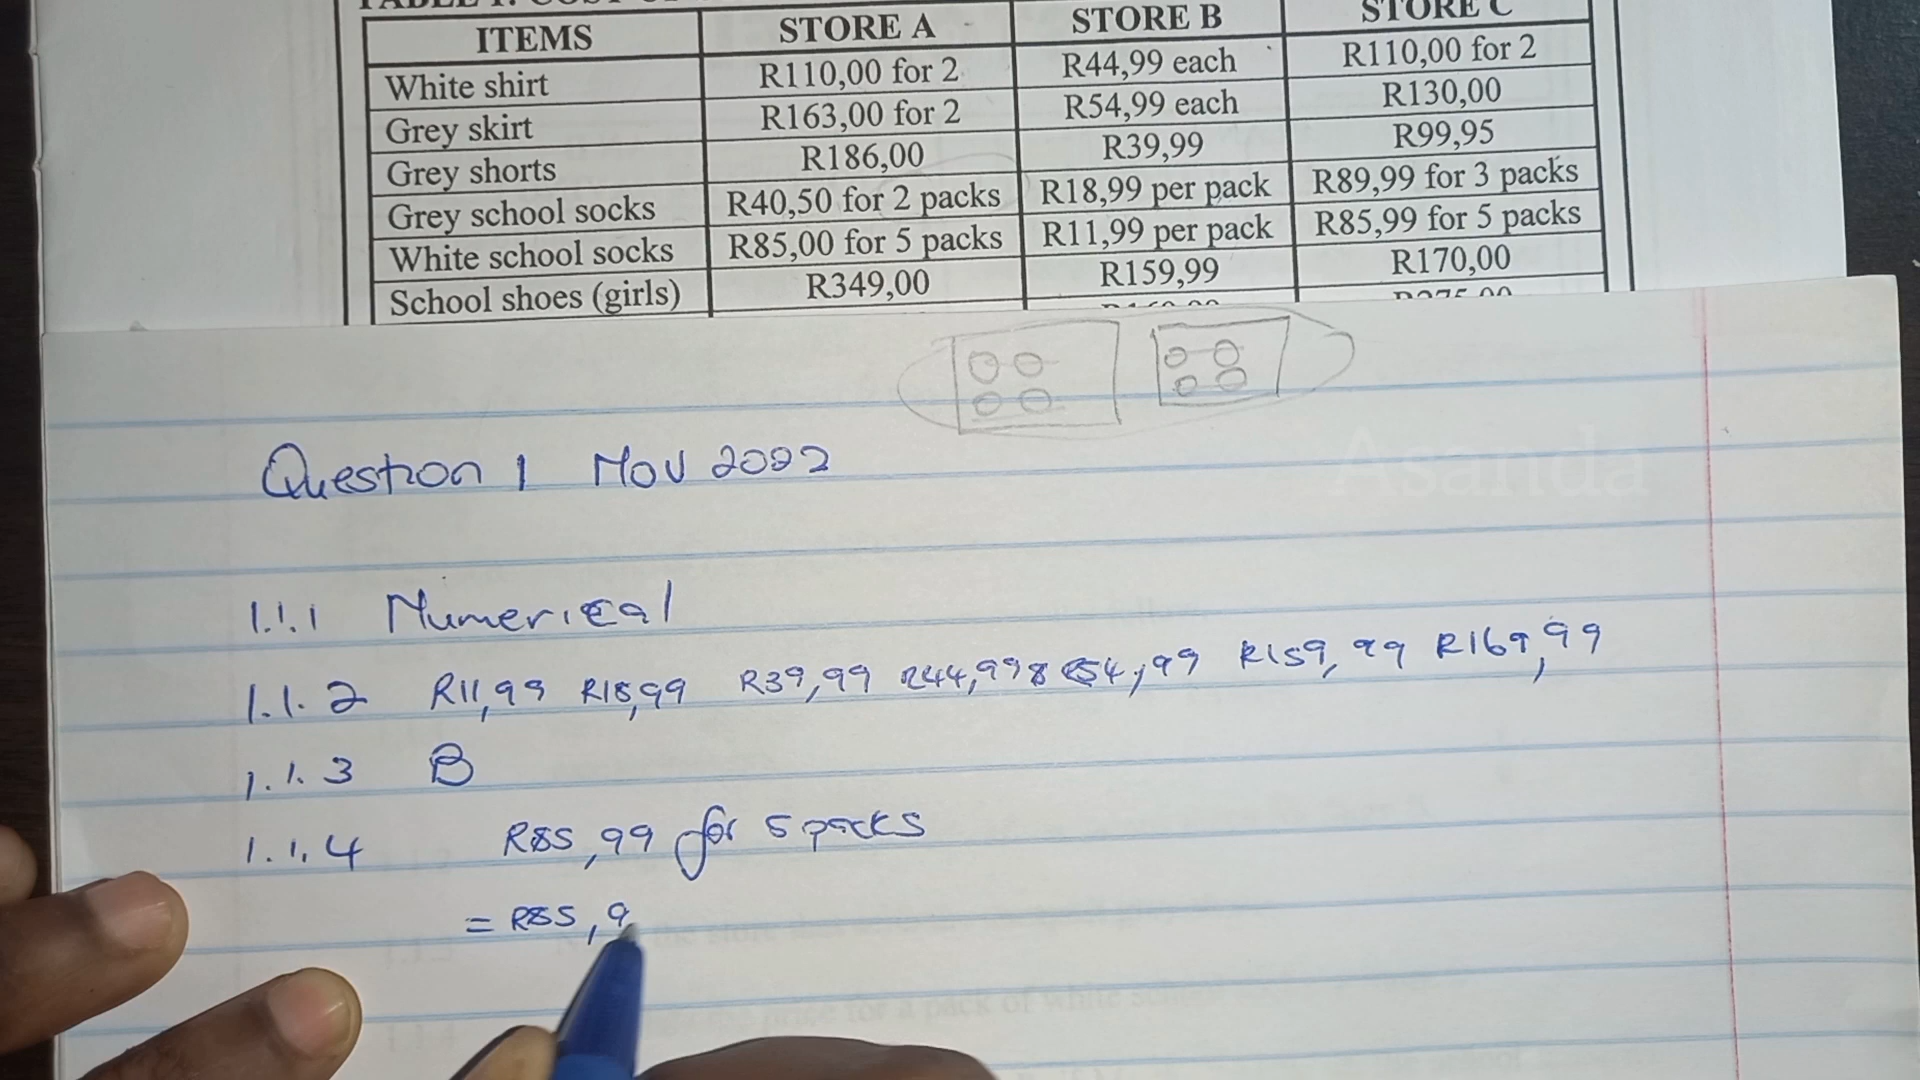 ITEMS STORE A STORE B STORE C
White shirt R110,00 for 2 R44,99 each R110,00 for 2
Grey skirt R163,00 for 2 R54,99 each R130,00
Grey shorts R186,00 R39,99 R99,95
Grey school socks R40,50 for 2 packs R18,99 per pack R89,99 for 3 packs
White school socks R85,00 for 5 packs R11,99 per pack R85,99 for 5 packs
School shoes (girls) R349,00 R159,99 R170,00
Asanda
Question 1 Nov 2022
1.1.1 Numerical
1.1.2 R11,99 R18,99 R39,99 R44,99 R54,99 R159,99 R169,99
1.1.3 B
1.1.4 R85,99 for 5 packs
= R85,9